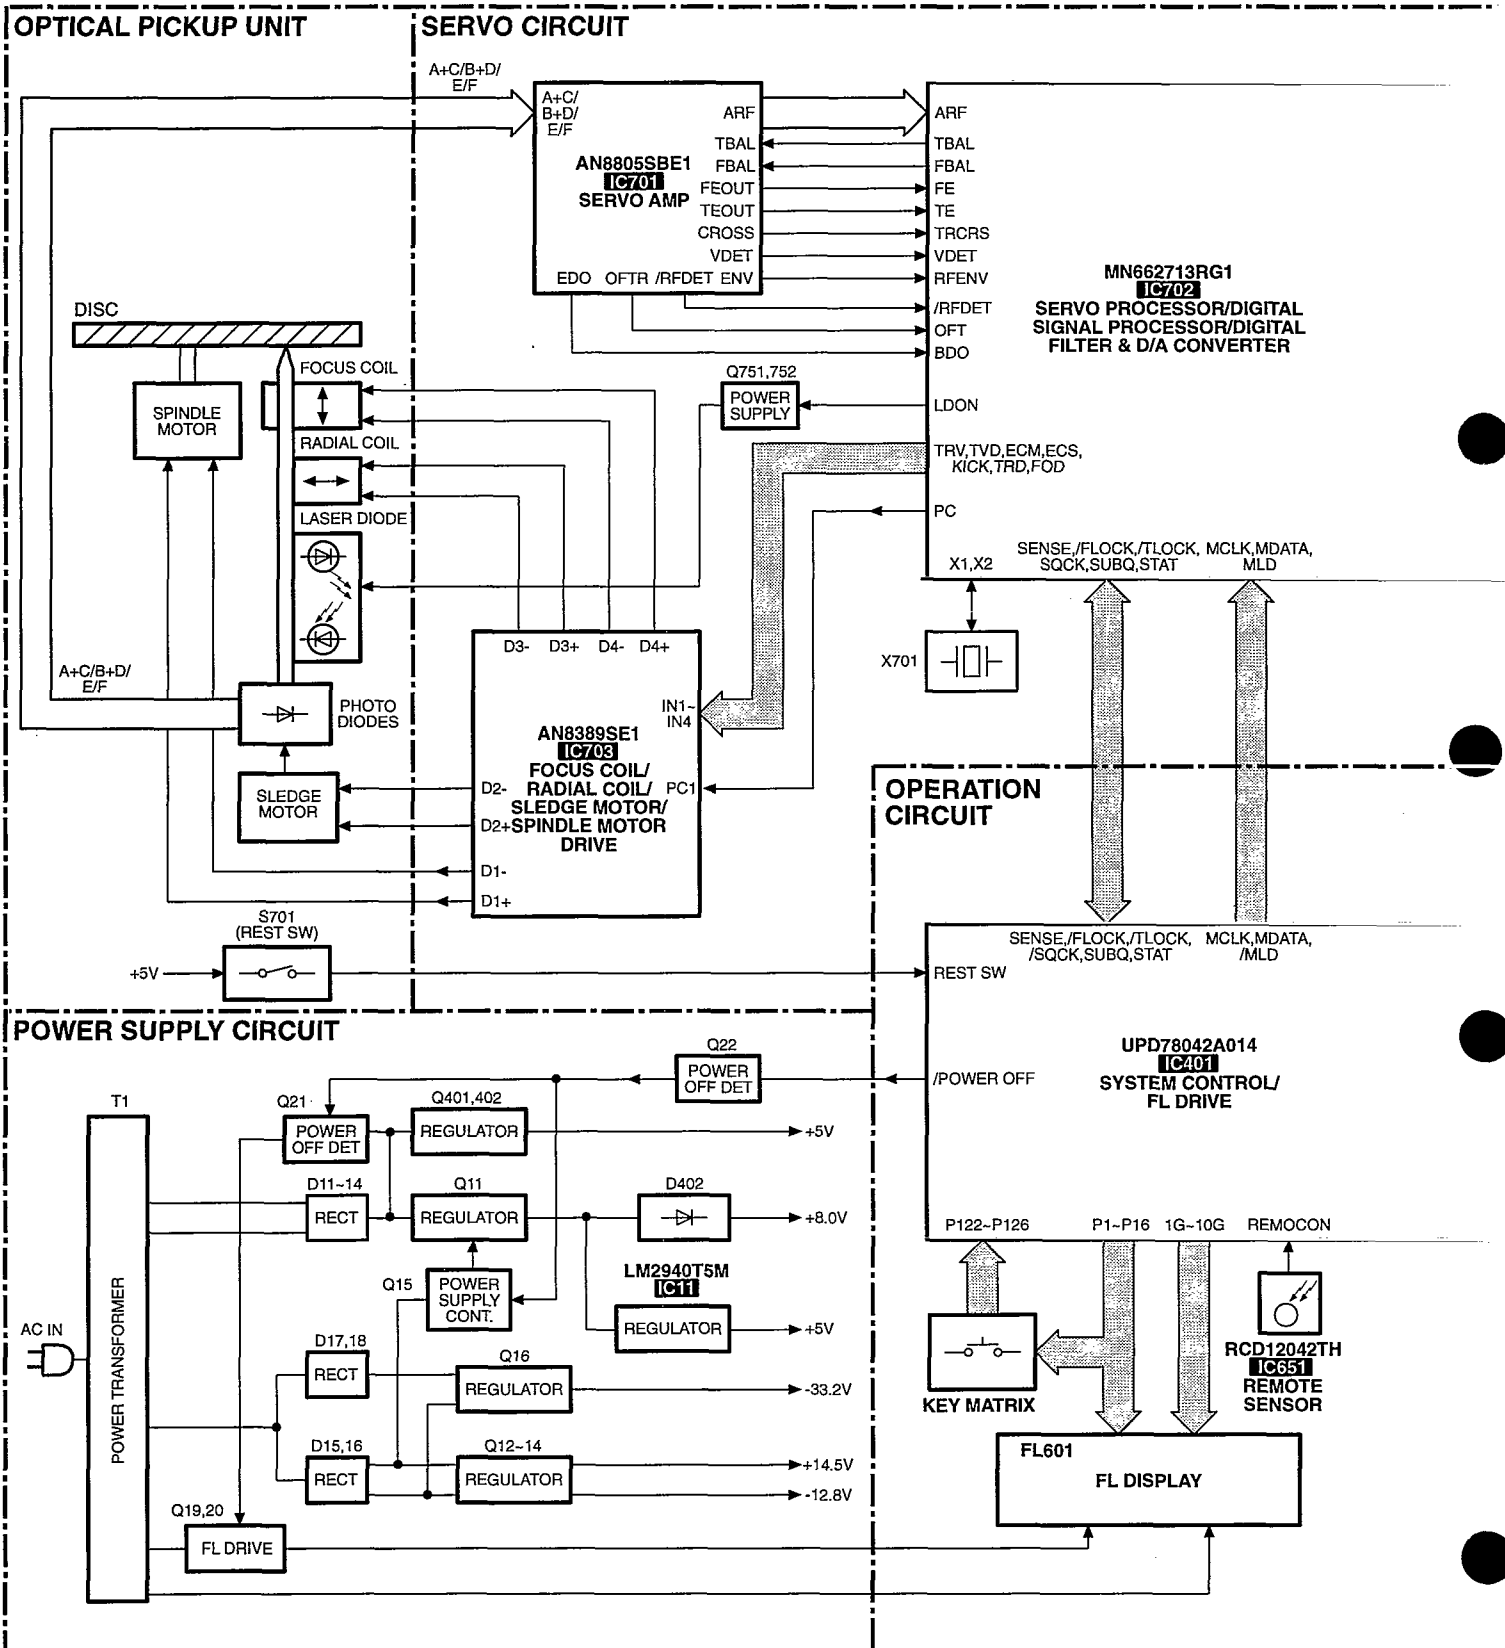 OPTICAL PICKUP UNIT
SERVO CIRCUIT
A+C/B+D/
E/F
A+C/
B+D/
E/F
AN8805SBE1
IC701
SERVO AMP
ARF
TBAL
FBAL
FEOUT
TEOUT
CROSS
VDET
EDO OFTR /RFDET ENV
ARF
TBAL
FBAL
FE
TE
TRCRS
VDET
RFENV
/RFDET
OFT
BDO
LDON
TRV,TVD,ECM,ECS,
KICK,TRD,FOD
PC
MN662713RG1
IC702
SERVO PROCESSOR/DIGITAL
SIGNAL PROCESSOR/DIGITAL
FILTER & D/A CONVERTER
X1,X2
SENSE,/FLOCK,/TLOCK,
SQCK,SUBQ,STAT
MCLK,MDATA,
MLD
X701
Q751,752
POWER
SUPPLY
DISC
SPINDLE
MOTOR
FOCUS COIL
RADIAL COIL
LASER DIODE
A+C/B+D/
E/F
PHOTO
DIODES
SLEDGE
MOTOR
D3- D3+ D4- D4+
IN1~
IN4
AN8389SE1
IC703
FOCUS COIL/
RADIAL COIL/
SLEDGE MOTOR/
SPINDLE MOTOR
DRIVE
D2-
D2+
D1-
D1+
PC1
S701
(REST SW)
+5V
OPERATION
CIRCUIT
SENSE,/FLOCK,/TLOCK,
/SQCK,SUBQ,STAT
MCLK,MDATA,
/MLD
REST SW
/POWER OFF
UPD78042A014
IC401
SYSTEM CONTROL/
FL DRIVE
P122~P126
P1~P16
1G~10G
REMOCON
KEY MATRIX
RCD12042TH
IC651
REMOTE
SENSOR
FL601
FL DISPLAY
POWER SUPPLY CIRCUIT
Q22
POWER
OFF DET
T1
Q21
POWER
OFF DET
Q401,402
REGULATOR
+5V
D11~14
RECT
Q11
REGULATOR
D402
+8.0V
Q15
POWER
SUPPLY
CONT.
LM2940T5M
IC11
REGULATOR
+5V
AC IN
POWER TRANSFORMER
D17,18
RECT
Q16
REGULATOR
-33.2V
D15,16
RECT
Q12~14
REGULATOR
+14.5V
-12.8V
Q19,20
FL DRIVE